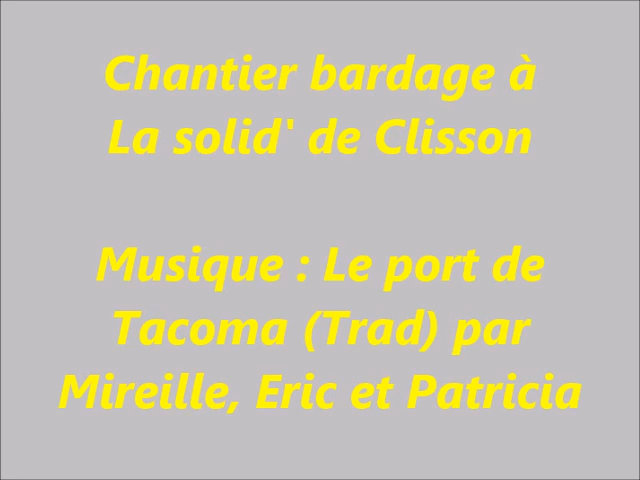 Chantier bardage à
La solid' de Clisson
Musique : Le port de
Tacoma (Trad) par
Mireille, Eric et Patricia